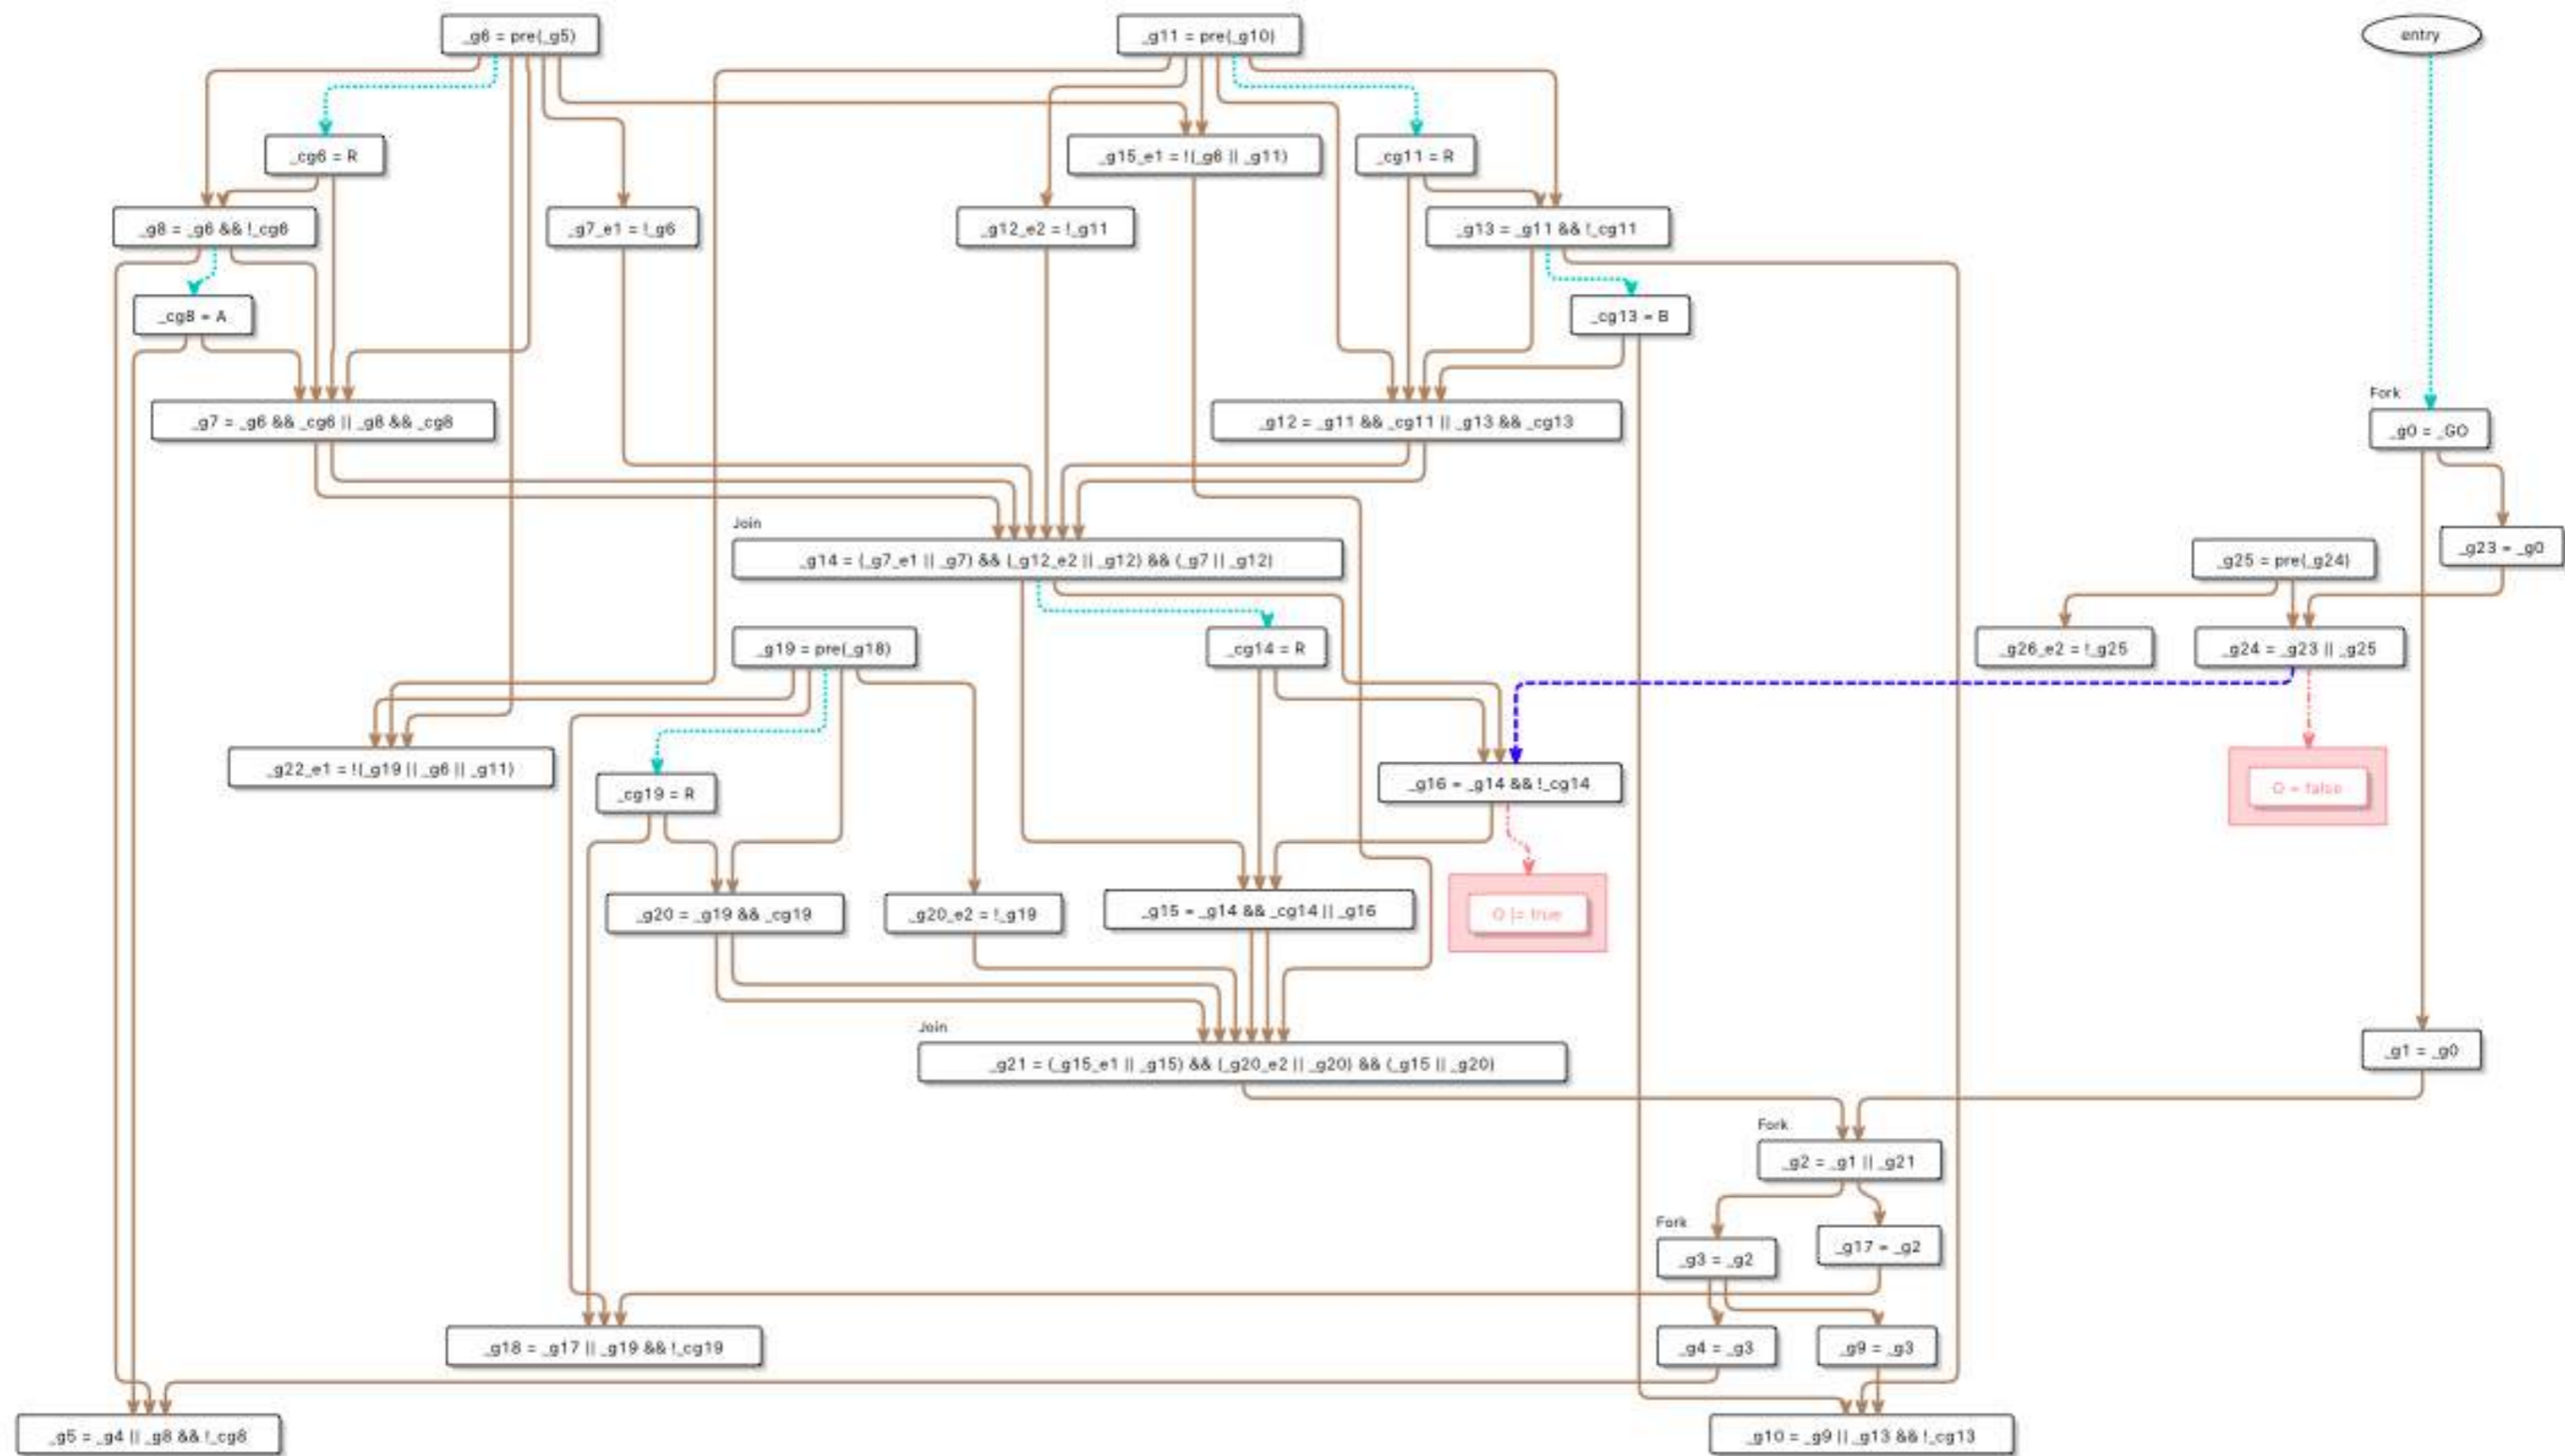 _g6 = pre(_g5)
_g11 = pre(_g10)
entry
_cg6 = R
_g15_e1 = !(_g6 || _g11)
_cg11 = R
_g8 = _g6 && !_cg6
_g7_e1 = !_g6
_g12_e2 = !_g11
_g13 = _g11 && !_cg11
_cg8 = A
_cg13 = B
Fork
_g7 = _g6 && _cg6 || _g8 && _cg8
_g12 = _g11 && _cg11 || _g13 && _cg13
_g0 = _GO
Join
_g14 = (_g7_e1 || _g7) && (_g12_e2 || _g12) && (_g7 || _g12)
_g25 = pre(_g24)
_g23 = _g0
_g19 = pre(_g18)
_cg14 = R
_g26_e2 = !_g25
_g24 = _g23 || _g25
_g22_e1 = !(_g19 || _g6 || _g11)
_cg19 = R
_g16 = _g14 && !_cg14
O = false
_g20 = _g19 && _cg19
_g20_e2 = !_g19
_g15 = _g14 && _cg14 || _g16
O |= true
Join
_g21 = (_g15_e1 || _g15) && (_g20_e2 || _g20) && (_g15 || _g20)
_g1 = _g0
Fork
_g2 = _g1 || _g21
Fork
_g3 = _g2
_g17 = _g2
_g18 = _g17 || _g19 && !_cg19
_g4 = _g3
_g9 = _g3
_g5 = _g4 || _g8 && !_cg8
_g10 = _g9 || _g13 && !_cg13